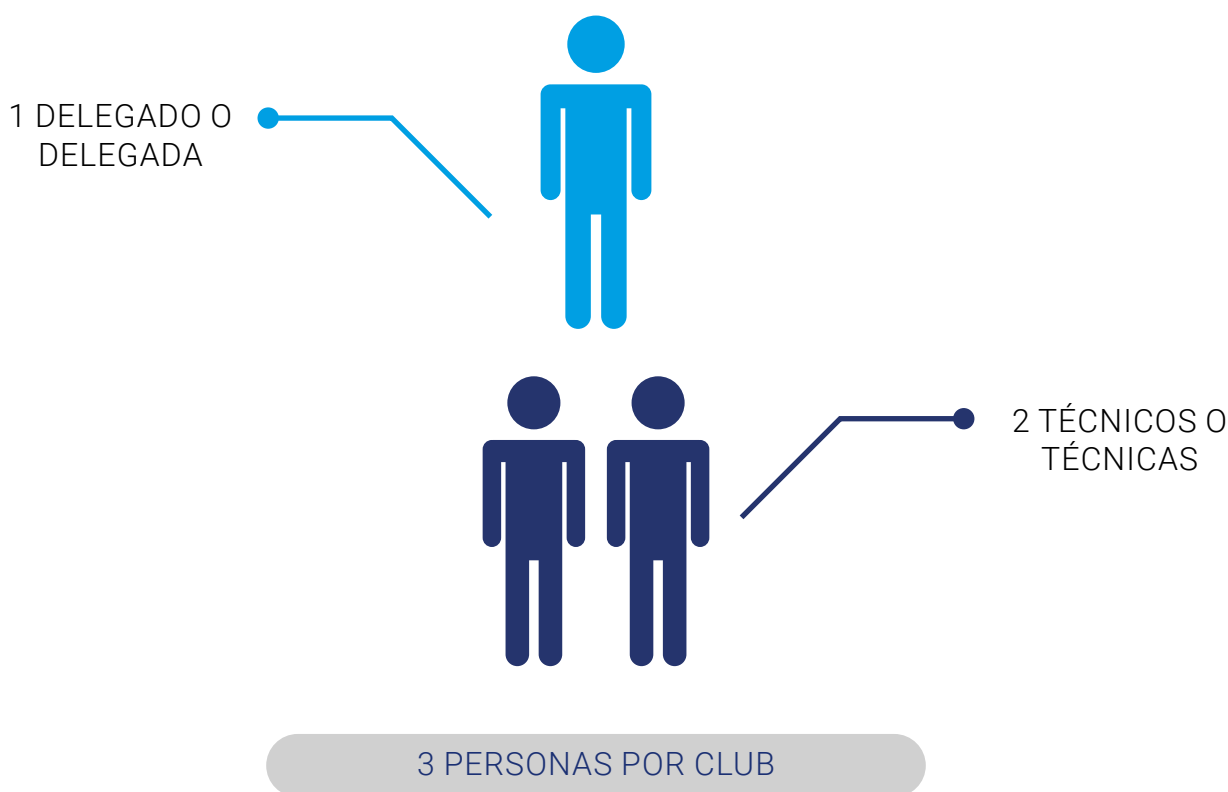 1 DELEGADO O
DELEGADA
2 TÉCNICOS O
TÉCNICAS
3 PERSONAS POR CLUB